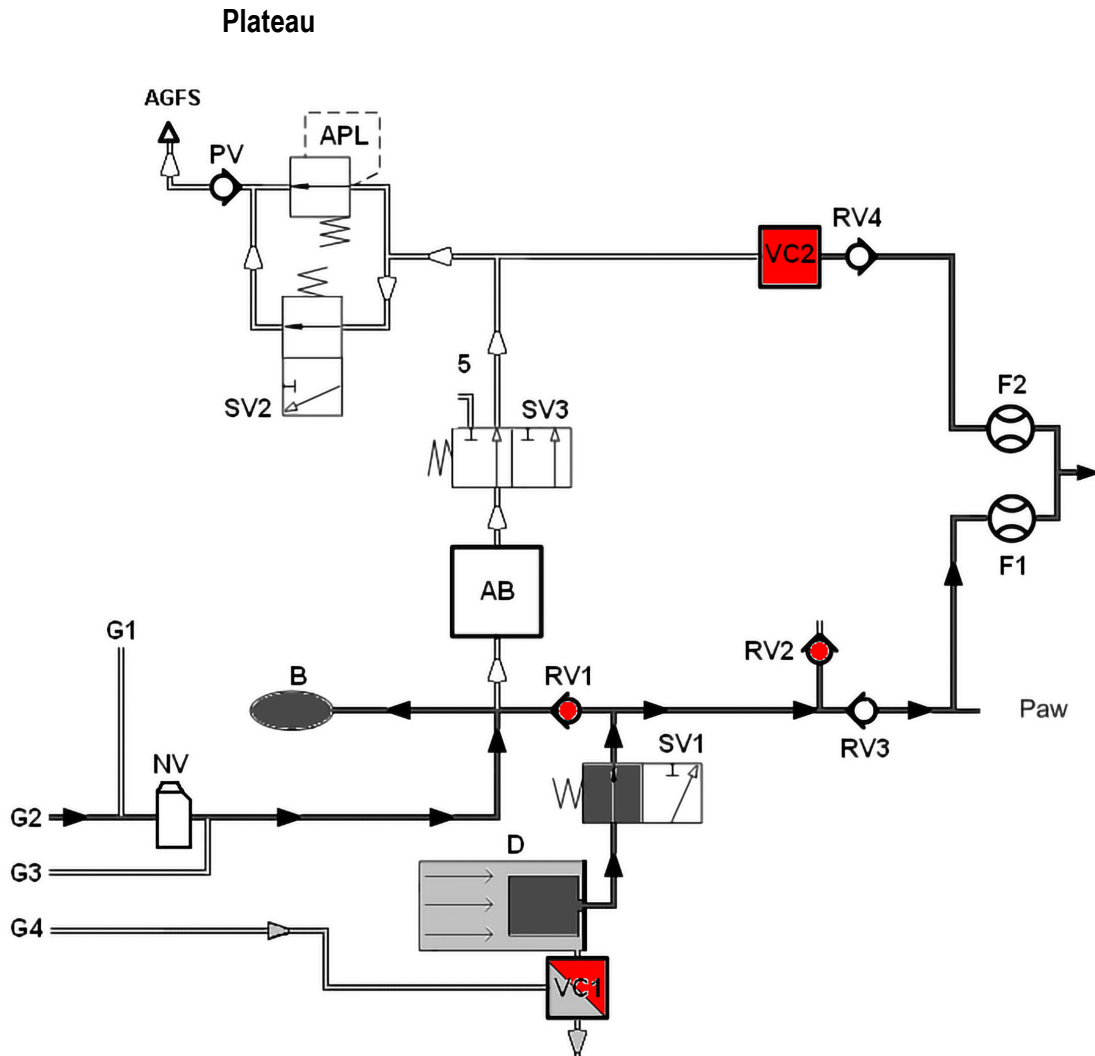 Plateau
AGFS
PV
APL
RV4
VC2
5
F2
SV2
SV3
F1
AB
G1
B
RV1
RV2
Paw
NV
SV1
RV3
G2
D
G3
G4
VC1